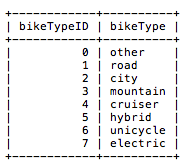 +------------+----------+
| bikeTypeID | bikeType |
+------------+----------+
|          0 | other    |
|          1 | road     |
|          2 | city     |
|          3 | mountain |
|          4 | cruiser  |
|          5 | hybrid   |
|          6 | unicycle |
|          7 | electric |
+------------+----------+